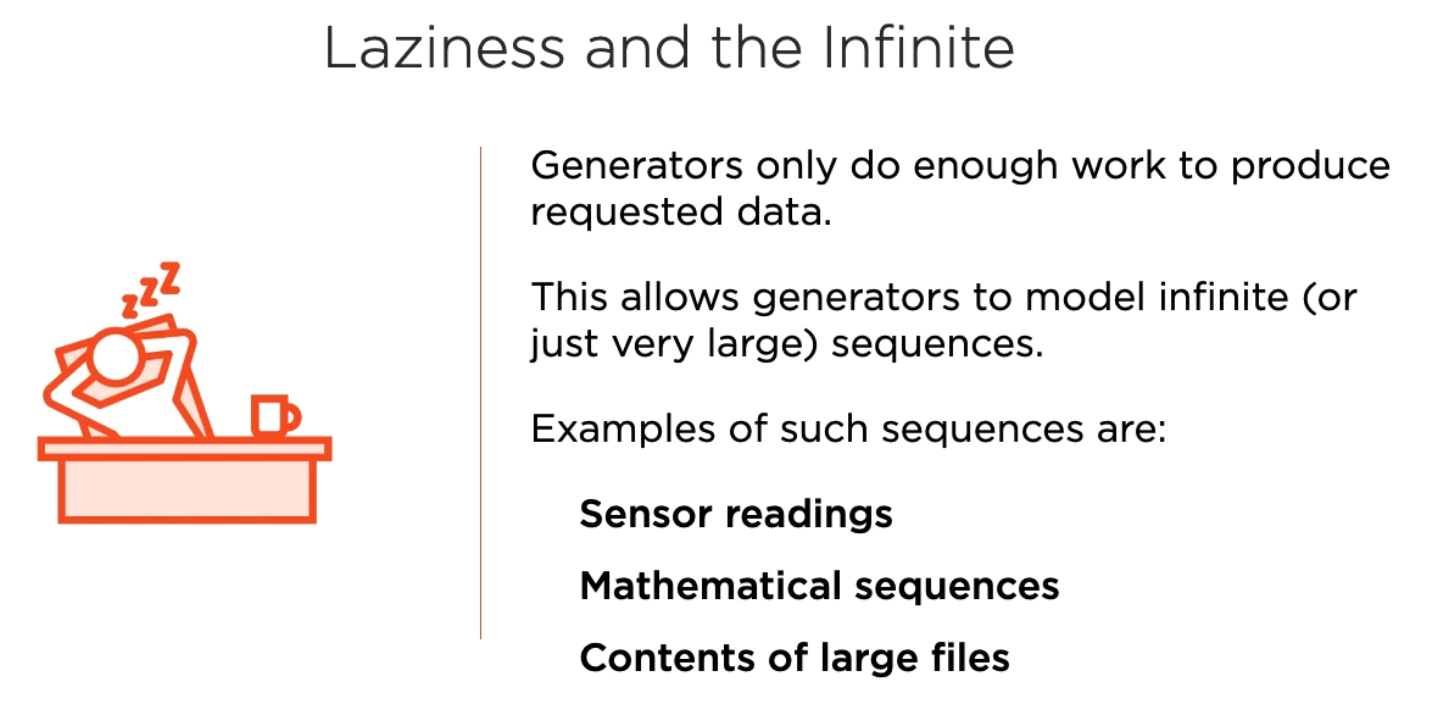 Laziness and the Infinite
zzz
Generators only do enough work to produce
requested data.
This allows generators to model infinite (or
just very large) sequences.
Examples of such sequences are:
Sensor readings
Mathematical sequences
Contents of large files